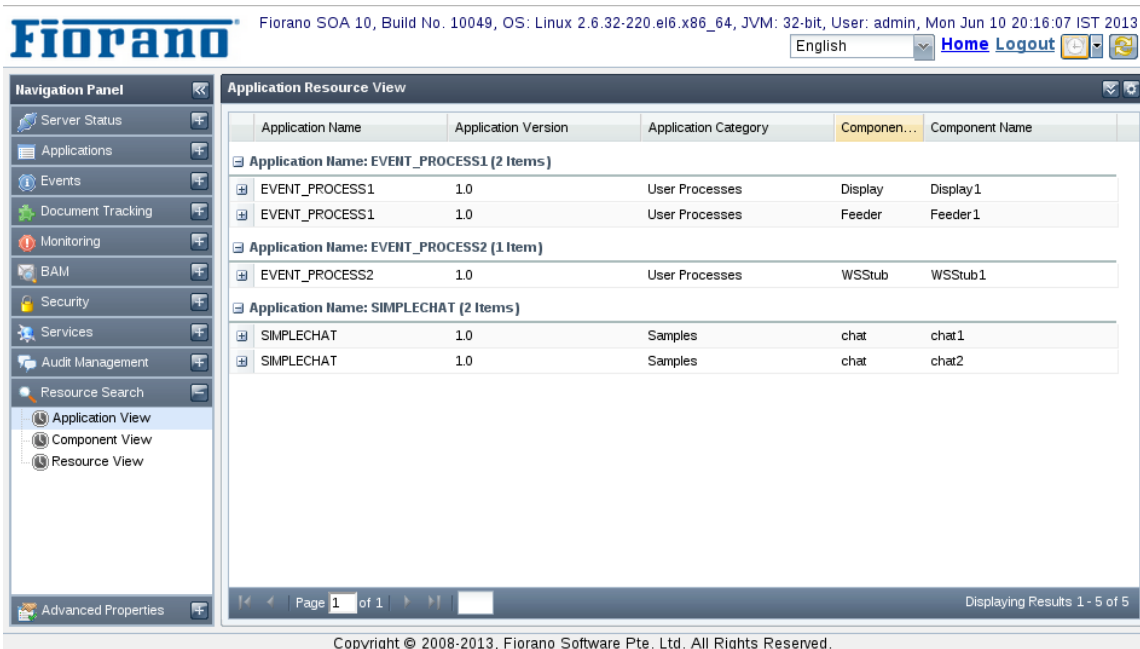 Fiorano
Fiorano SOA 10, Build No. 10049, OS: Linux 2.6.32-220.el6.x86_64, JVM: 32-bit, User: admin, Mon Jun 10 20:16:07 IST 2013
English Home Logout
Navigation Panel
Server Status
Applications
Events
Document Tracking
Monitoring
BAM
Security
Services
Audit Management
Resource Search
Application View
Component View
Resource View
Advanced Properties
Application Resource View
Application Name Application Version Application Category Componen... Component Name
Application Name: EVENT_PROCESS1 (2 Items)
EVENT_PROCESS1 1.0 User Processes Display Display1
EVENT_PROCESS1 1.0 User Processes Feeder Feeder1
Application Name: EVENT_PROCESS2 (1 Item)
EVENT_PROCESS2 1.0 User Processes WSStub WSStub1
Application Name: SIMPLECHAT (2 Items)
SIMPLECHAT 1.0 Samples chat chat1
SIMPLECHAT 1.0 Samples chat chat2
Page 1 of 1 Displaying Results 1 - 5 of 5
Copyright © 2008-2013, Fiorano Software Pte. Ltd. All Rights Reserved.